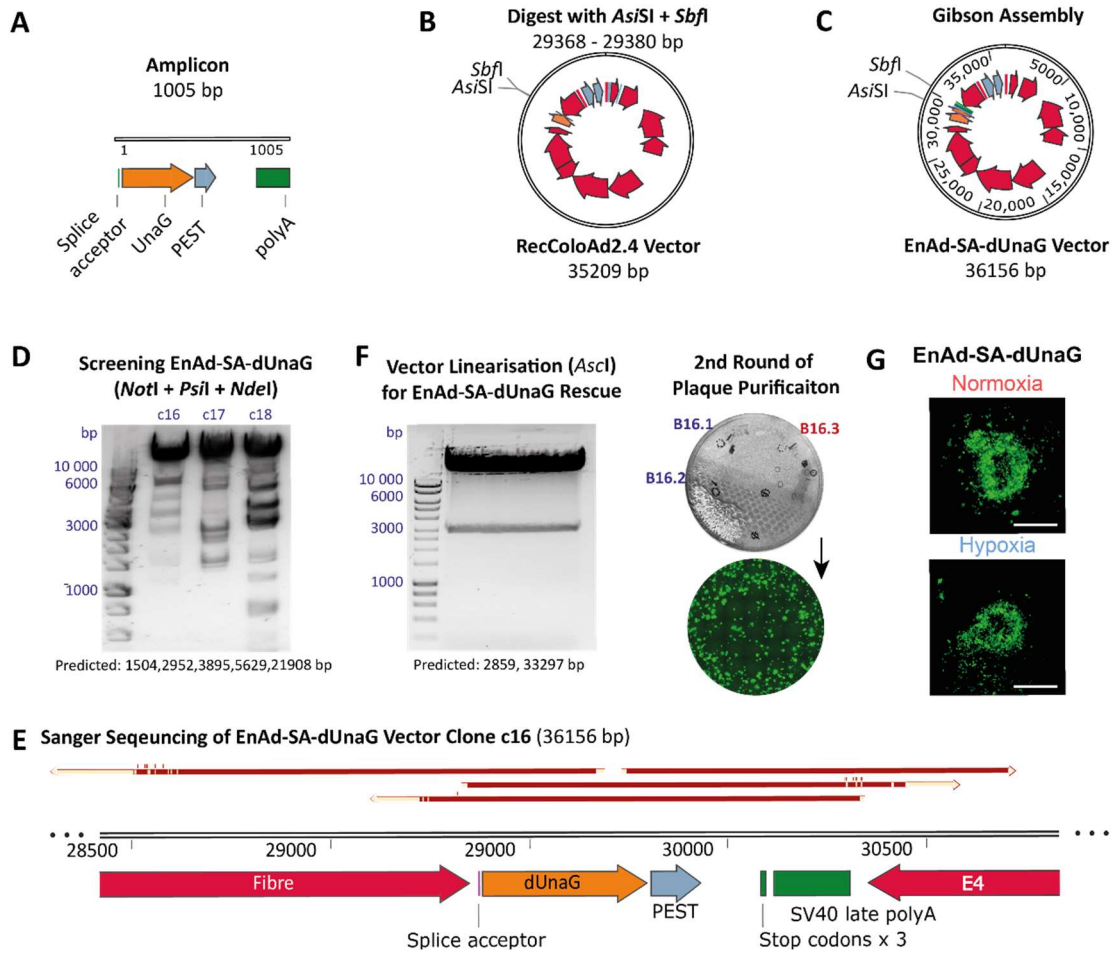 A
Amplicon
1005 bp
1
1005
Splice acceptor
UnaG
PEST
polyA
B
Digest with AsiSI + SbfI
29368 - 29380 bp
SbfI
AsiSI
RecColoAd2.4 Vector
35209 bp
C
Gibson Assembly
SbfI
AsiSI
35,000
5000
10,000
15,000
20,000
25,000
30,000
EnAd-SA-dUnaG Vector
36156 bp
D
Screening EnAd-SA-dUnaG
(NotI + PsiI + NdeI)
c16 c17 c18
bp
10 000
6000
3000
1000
Predicted: 1504,2952,3895,5629,21908 bp
F
Vector Linearisation (AscI)
for EnAd-SA-dUnaG Rescue
bp
10 000
6000
3000
1000
Predicted: 2859, 33297 bp
2nd Round of
Plaque Purificaiton
B16.1
B16.3
B16.2
G
EnAd-SA-dUnaG
Normoxia
Hypoxia
E Sanger Seqeuncing of EnAd-SA-dUnaG Vector Clone c16 (36156 bp)
28500 29000 29000 30000 30500
Fibre
dUnaG
PEST
E4
Splice acceptor
SV40 late polyA
Stop codons x 3